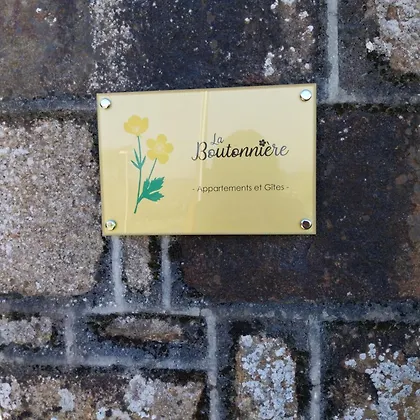 La
Boutonnière
- Appartements et Gîtes -